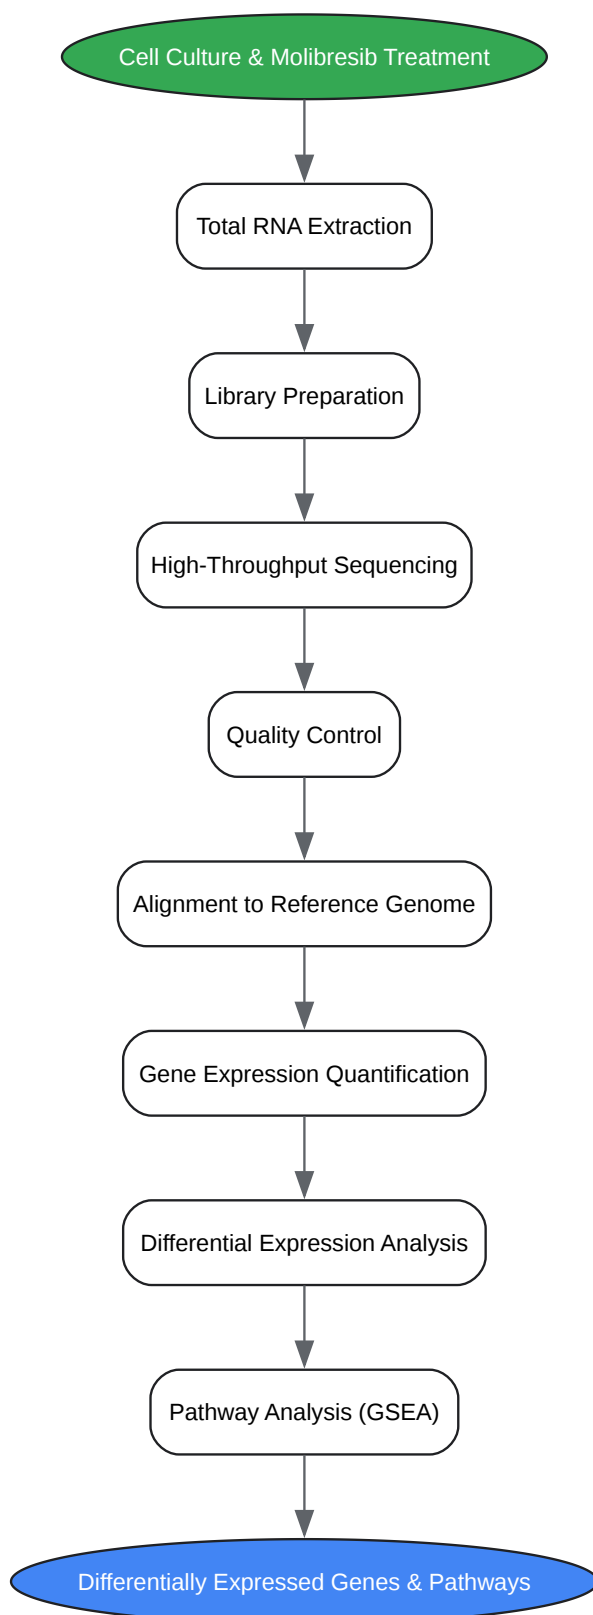 Cell Culture & Molibresib Treatment
Total RNA Extraction
Library Preparation
High-Throughput Sequencing
Quality Control
Alignment to Reference Genome
Gene Expression Quantification
Differential Expression Analysis
Pathway Analysis (GSEA)
Differentially Expressed Genes & Pathways